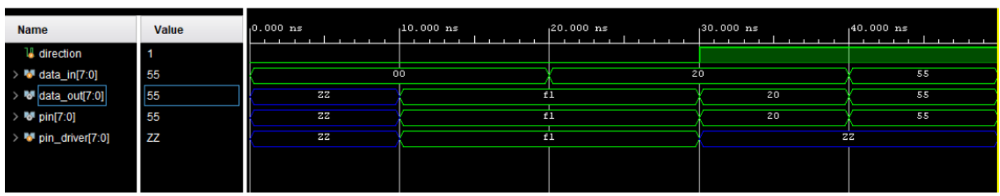 Name Value 0.000 ns 10.000 ns 20.000 ns 30.000 ns 40.000 ns
direction 1
data_in[7:0] 55 00 20 55
data_out[7:0] 55 ZZ f1 20 55
pin[7:0] 55 ZZ f1 20 55
pin_driver[7:0] ZZ ZZ f1 ZZ